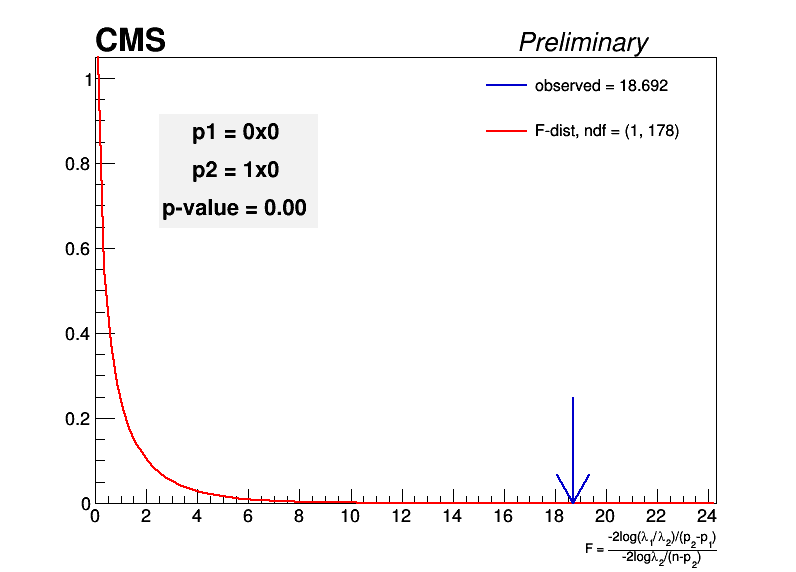 CMS Preliminary
observed = 18.692
F-dist, ndf = (1, 178)
p1 = 0x0
p2 = 1x0
p-value = 0.00
1
0.8
0.6
0.4
0.2
0
0 2 4 6 8 10 12 14 16 18 20 22 24
F = -2log(λ₁/λ₂)/(p₂-p₁)
-2logλ₂/(n-p₂)